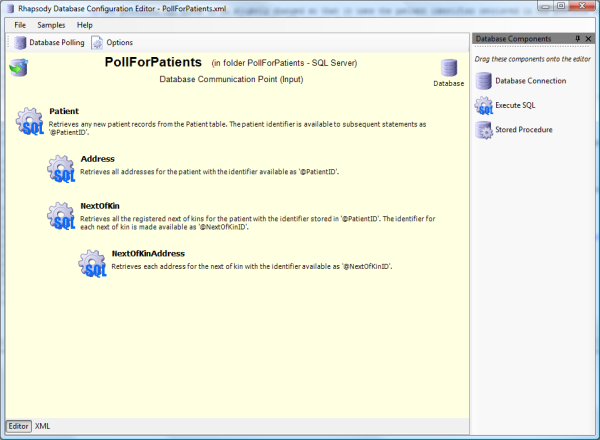 Rhapsody Database Configuration Editor - PollForPatients.xml
File Samples Help
Database Polling Options
PollForPatients (in folder PollForPatients - SQL Server)
Database Communication Point (Input)
Database
Patient
Retrieves any new patient records from the Patient table. The patient identifier is available to subsequent statements as
'@PatientID'.
SQL
Address
Retrieves all addresses for the patient with the identifier available as '@PatientID'.
SQL
NextOfKin
Retrieves all the registered next of kins for the patient with the identifier stored in '@PatientID'. The identifier for
each next of kin is made available as '@NextOfKinID'.
SQL
NextOfKinAddress
Retrieves each address for the next of kin with the identifier available as '@NextOfKinID'.
SQL
Editor XML
Database Components
Drag these components onto the editor
Database Connection
Execute SQL
SQL
Stored Procedure